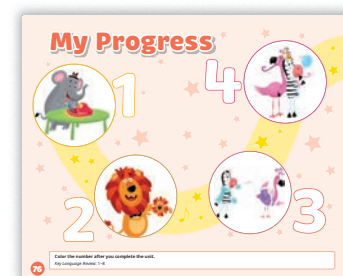 My Progress
1
4
2
3
Color the number after you complete the unit.
Key Language Review: 1–8
76